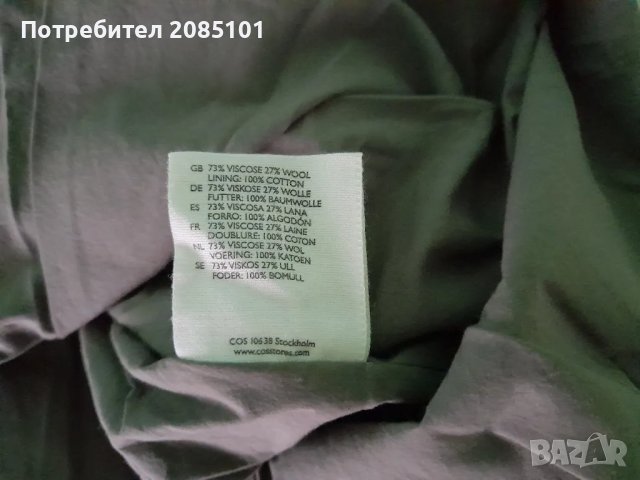 Потребител 2085101
GB 73% VISCOSE 27% WOOL
LINING: 100% COTTON
DE 73% VISKOSE 27% WOLLE
FUTTER: 100% BAUMWOLLE
ES 73% VISCOSA 27% LANA
FORRO: 100% ALGODÓN
FR 73% VISCOSE 27% LAINE
DOUBLURE: 100% COTON
NL 73% VISCOSE 27% WOL
VOERING: 100% KATOEN
SE 73% VISKOS 27% ULL
FODER: 100% BOMULL
COS 106 38 Stockholm
www.cosstores.com
BAZAR